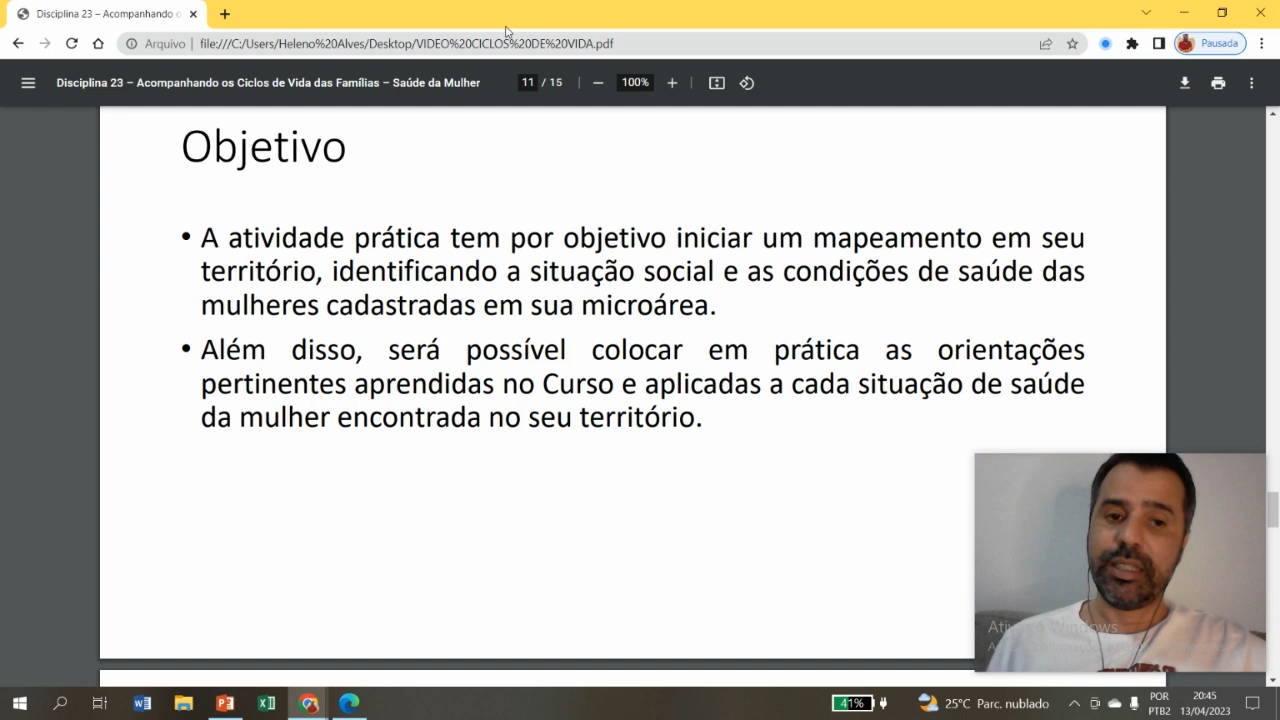 Disciplina 23 – Acompanhando o
Arquivo
file:///C:/Users/Heleno%20Alves/Desktop/VIDEO%20CICLOS%20DE%20VIDA.pdf
Pausada
Disciplina 23 – Acompanhando os Ciclos de Vida das Famílias – Saúde da Mulher
11 / 15
100%
Objetivo
• A atividade prática tem por objetivo iniciar um mapeamento em seu
território, identificando a situação social e as condições de saúde das
mulheres cadastradas em sua microárea.
• Além disso, será possível colocar em prática as orientações
pertinentes aprendidas no Curso e aplicadas a cada situação de saúde
da mulher encontrada no seu território.
Windows
41%
25°C Parc. nublado
POR
PTB2
20:45
13/04/2023